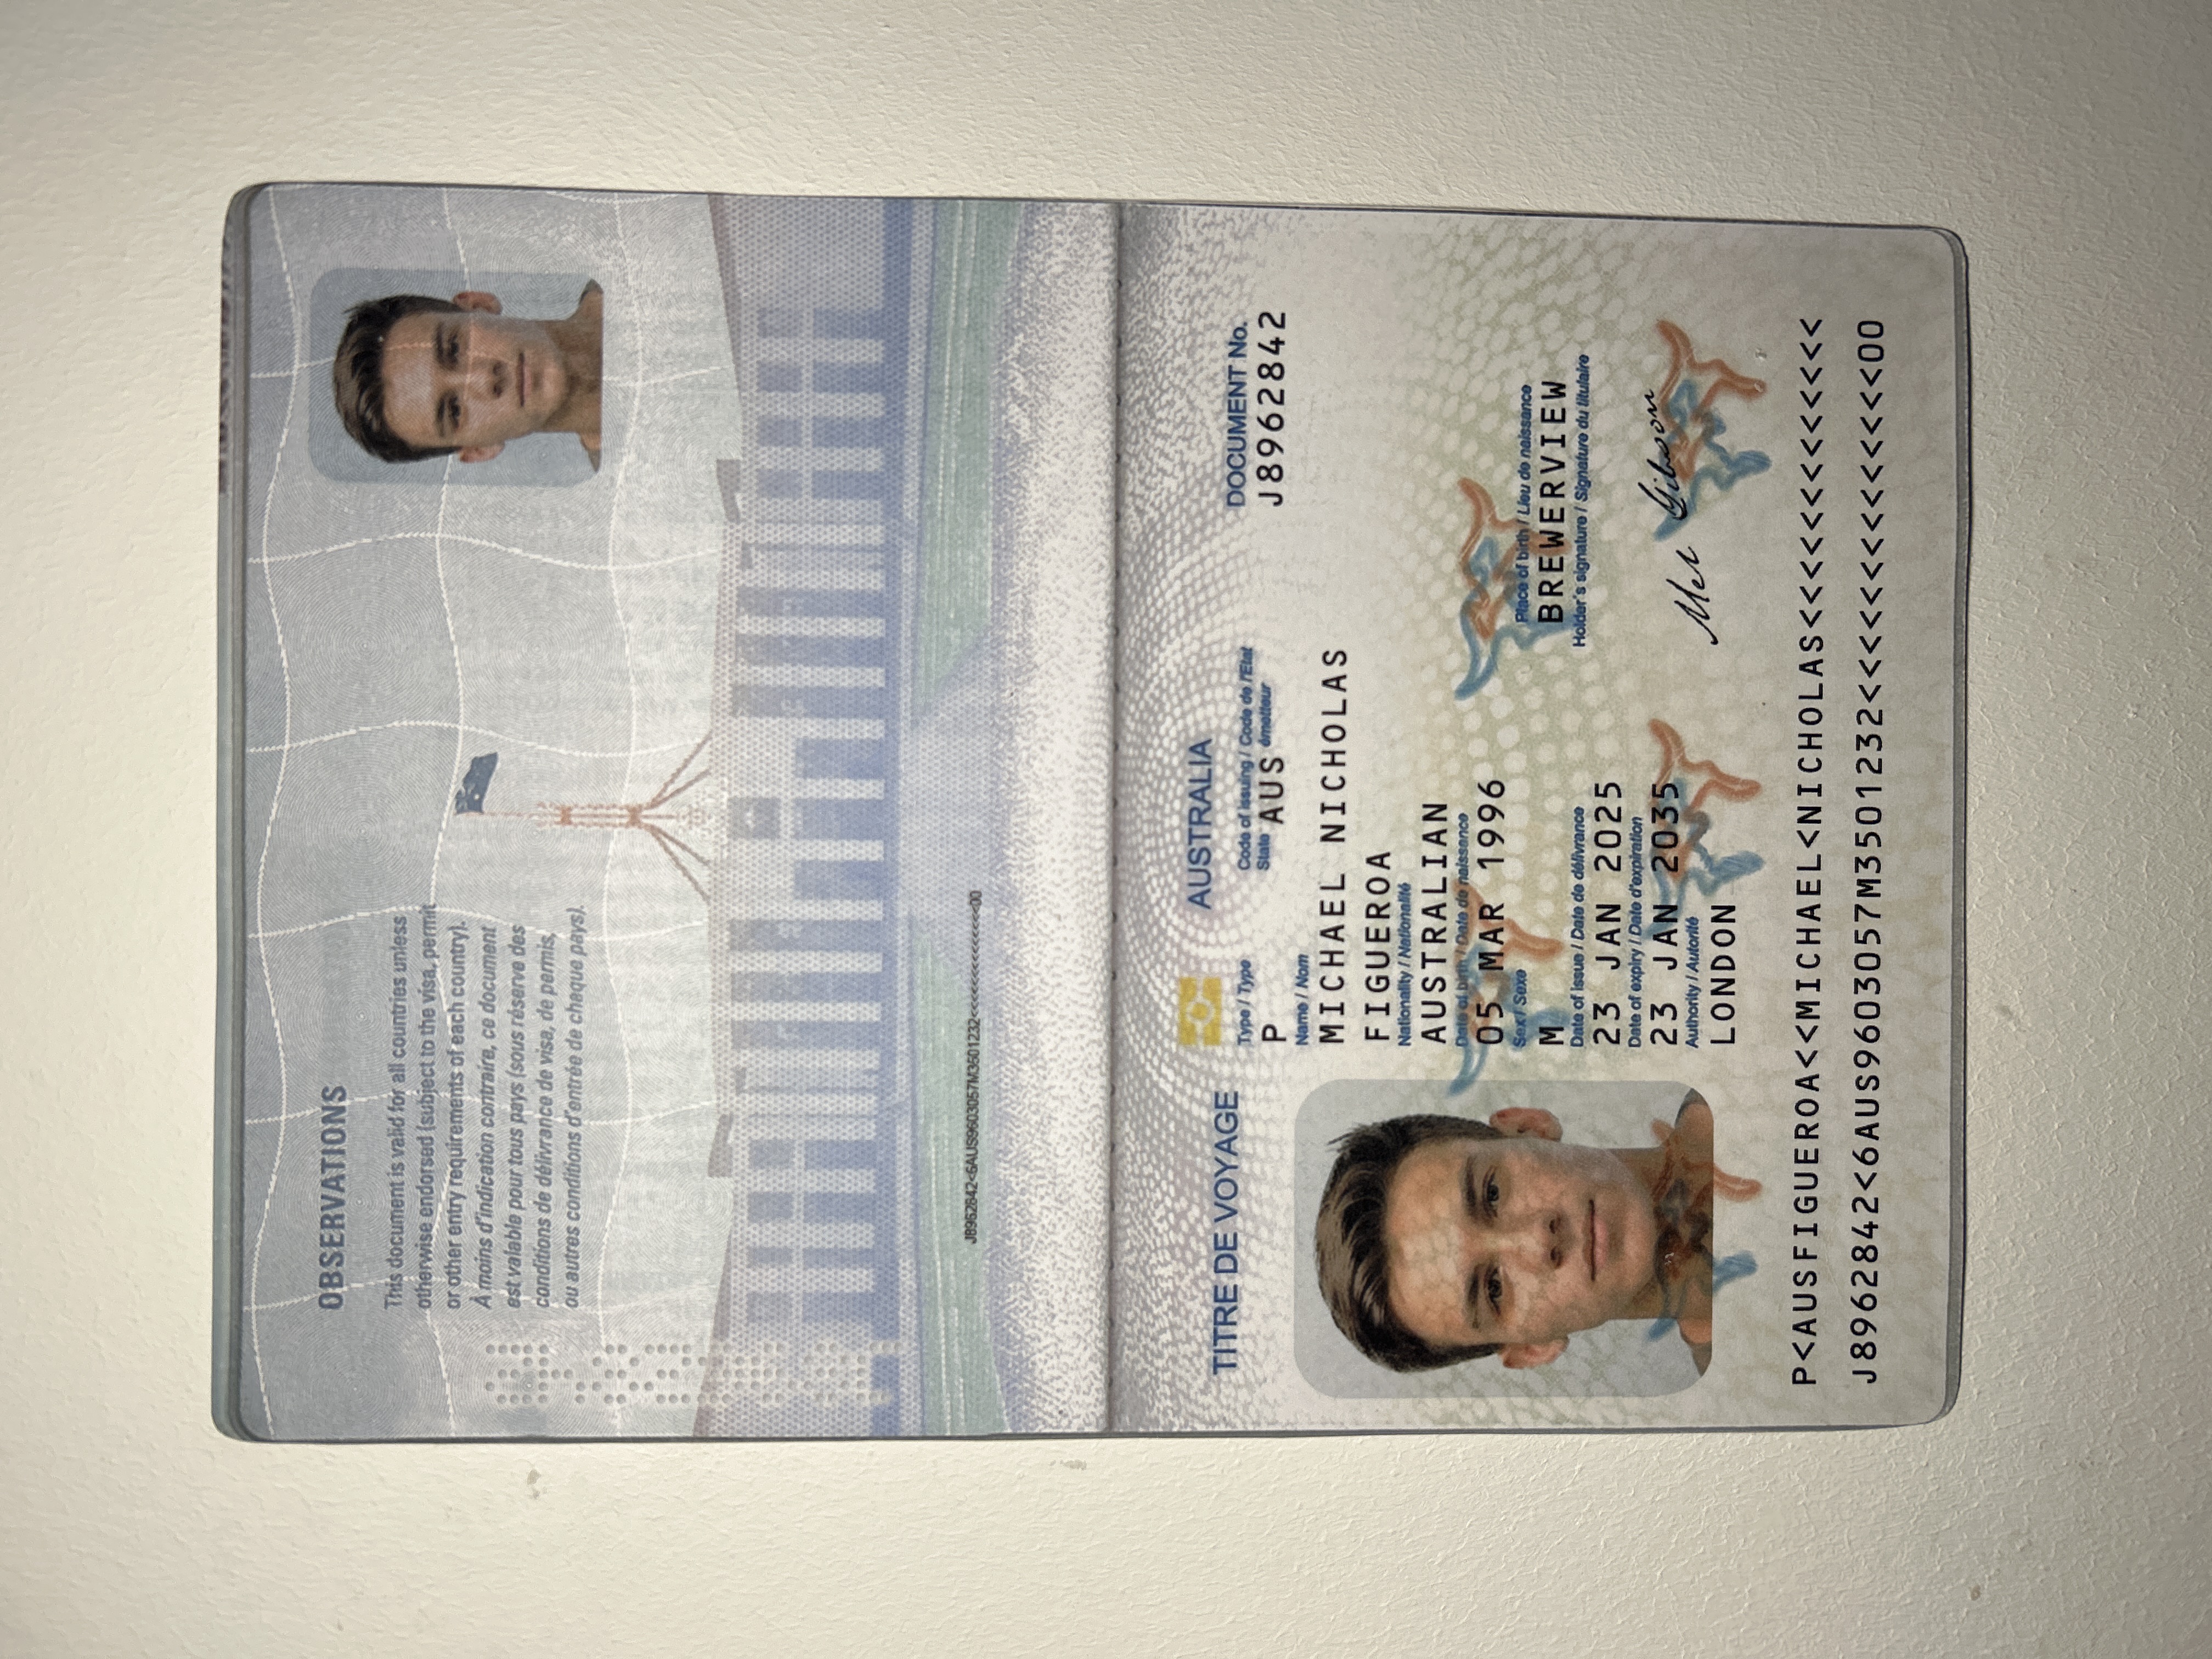 OBSERVATIONS
This document is valid for all countries unless
otherwise endorsed (subject to the visa, permit
or other entry requirements of each country).
À moins d'indication contraire, ce document
est valable pour tous pays (sous réserve des
conditions de délivrance de visa, de permis,
ou autres conditions d'entrée de chaque pays).
J8962842<6AUS9603057M3501232<<<<<<<<<<<<<<00
TITRE DE VOYAGE
AUSTRALIA
DOCUMENT No.
J8962842
Type / Type
P
Code of issuing / Code de l'Etat
State AUS émetteur
Name / Nom
MICHAEL NICHOLAS
FIGUEROA
Nationality / Nationalité
AUSTRALIAN
Date of birth / Date de naissance
05 MAR 1996
Sex / Sexe
M
Place of birth / Lieu de naissance
BREWERVIEW
Date of issue / Date de délivrance
23 JAN 2025
Holder's signature / Signature du titulaire
Mel Gibson
Date of expiry / Date d'expiration
23 JAN 2035
Authority / Autorité
LONDON
P<AUSFIGUEROA<<MICHAEL<NICHOLAS<<<<<<<<<<<<<
J8962842<6AUS9603057M3501232<<<<<<<<<<<<<<00